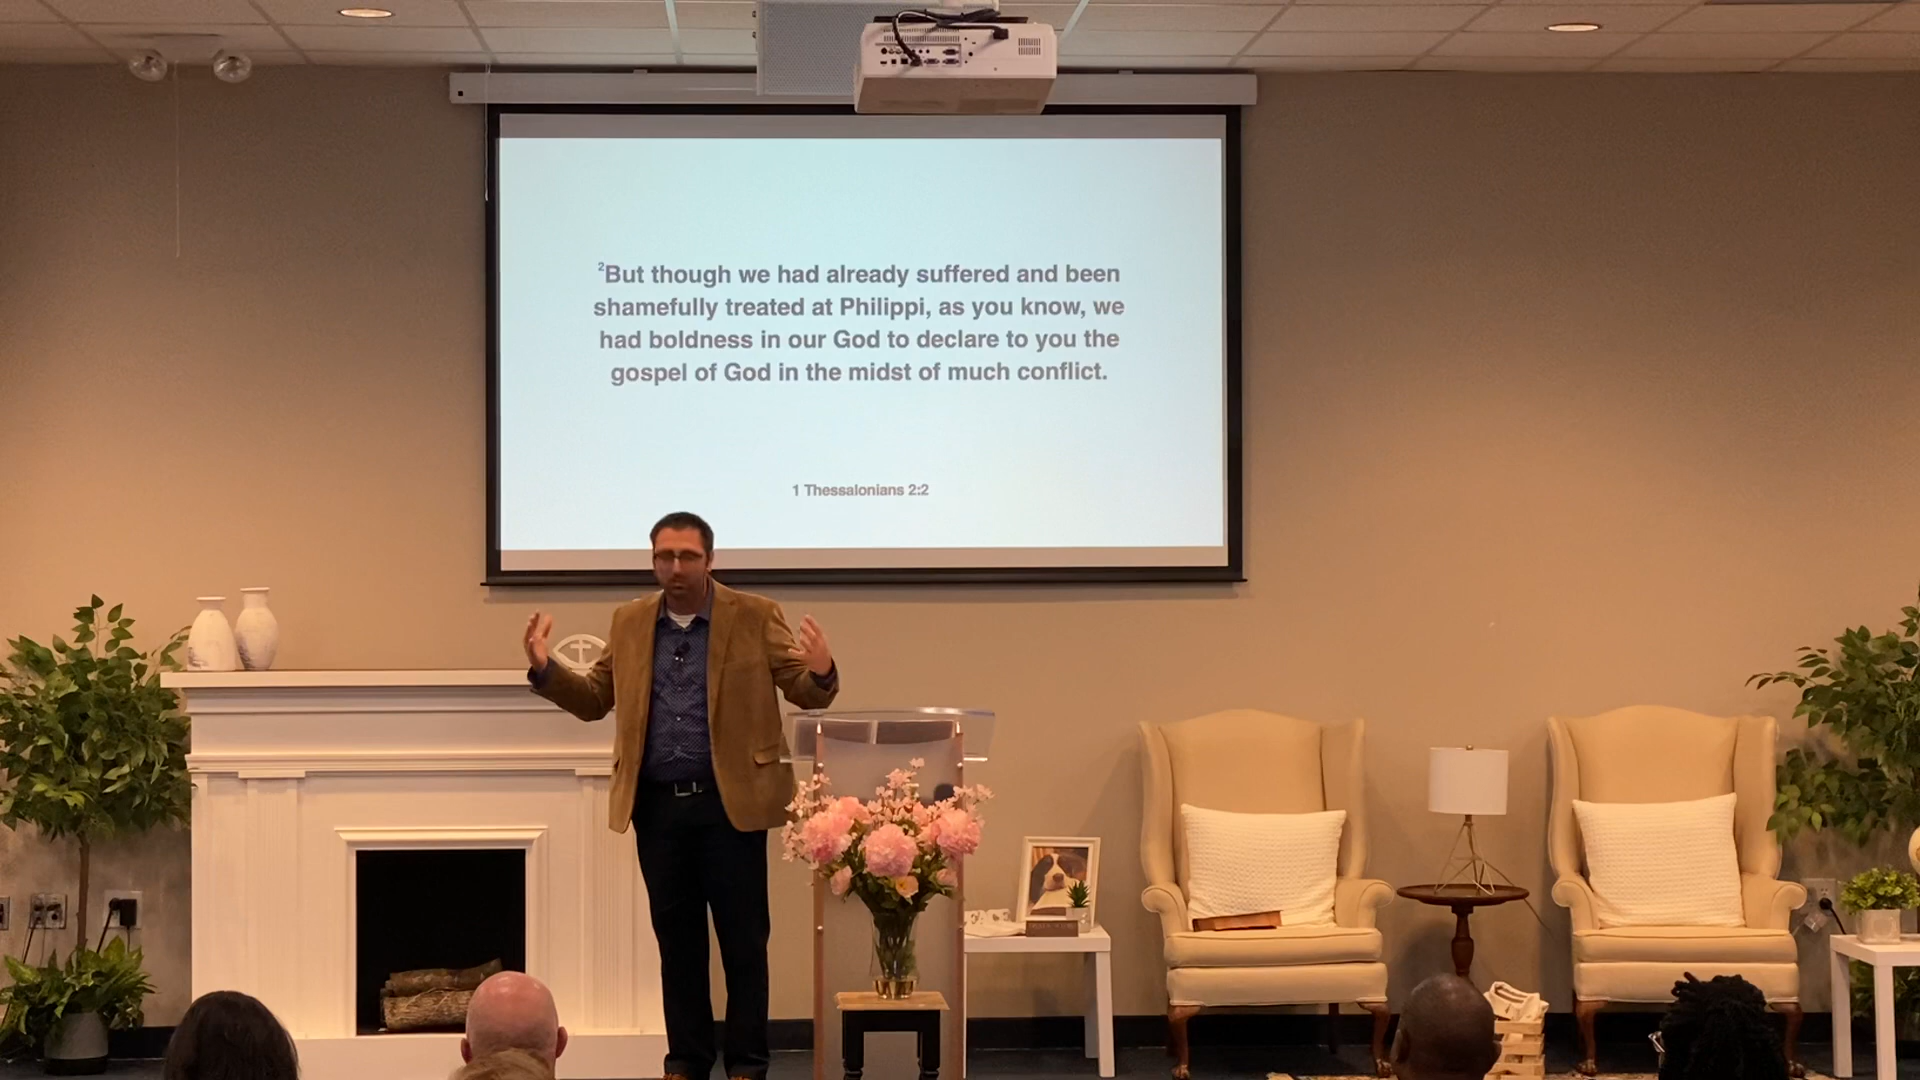 ²But though we had already suffered and been
shamefully treated at Philippi, as you know, we
had boldness in our God to declare to you the
gospel of God in the midst of much conflict.
1 Thessalonians 2:2